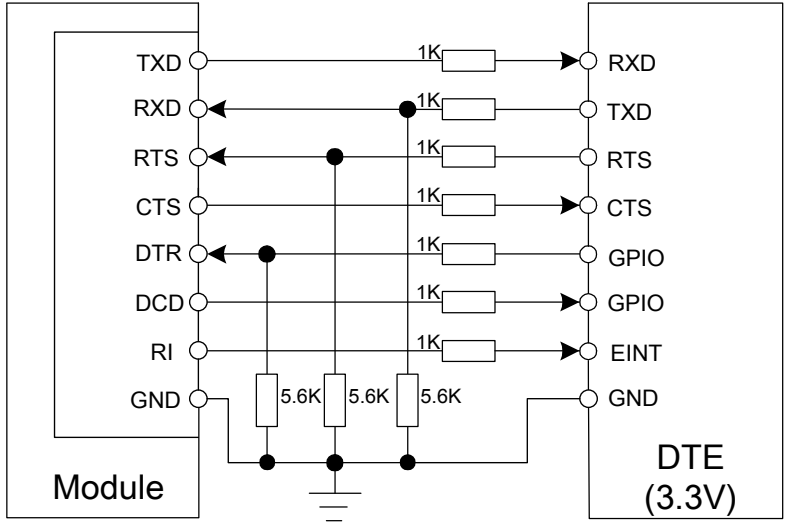 TXD 1K RXD
RXD 1K TXD
RTS 1K RTS
CTS 1K CTS
DTR 1K GPIO
DCD 1K GPIO
RI 1K EINT
GND 5.6K 5.6K 5.6K GND
Module
DTE
(3.3V)